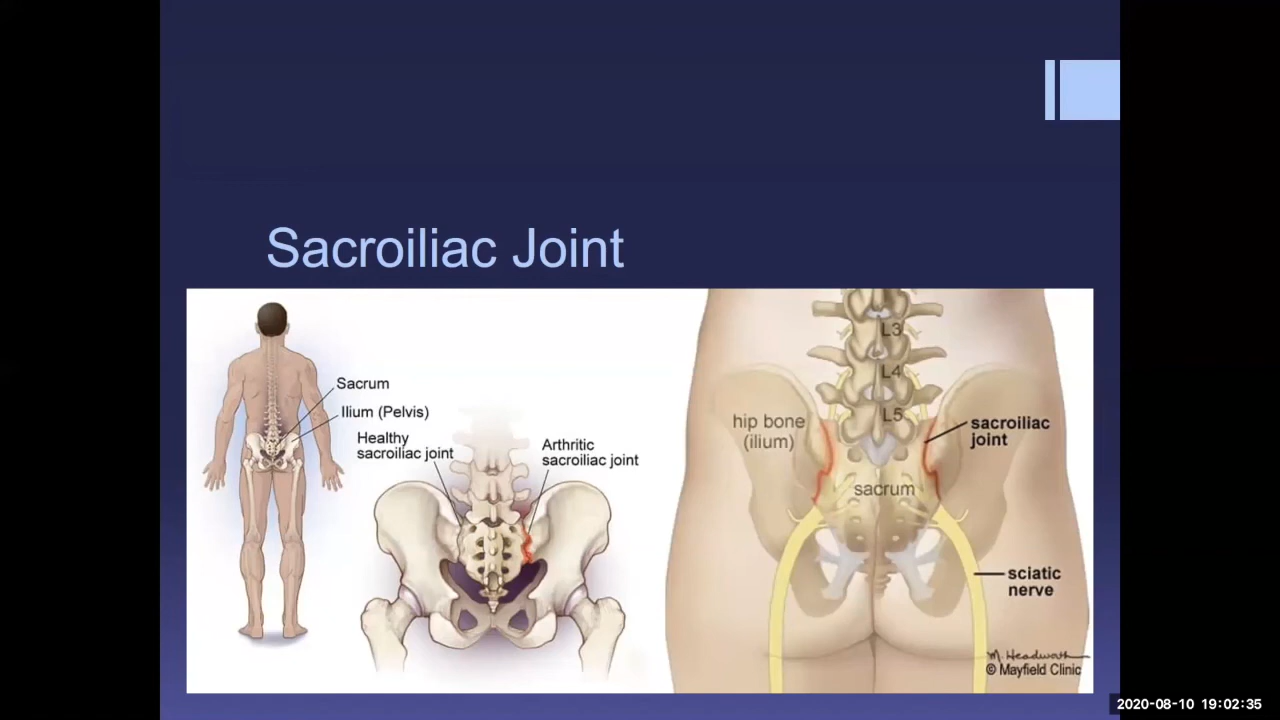 Sacroiliac Joint
Sacrum
Ilium (Pelvis)
Healthy
sacroiliac joint
Arthritic
sacroiliac joint
L3
L4
L5
hip bone
(ilium)
sacroiliac
joint
sacrum
sciatic
nerve
M. Headworth
© Mayfield Clinic
2020-08-10 19:02:35